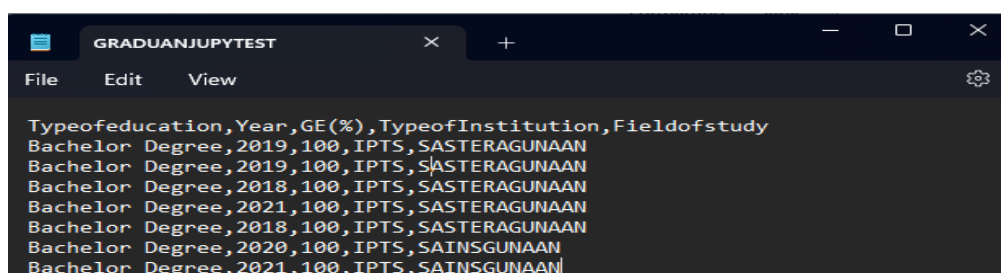 GRADUANJUPYTEST
File Edit View
Typeofeducation,Year,GE(%),TypeofInstitution,Fieldofstudy
Bachelor Degree,2019,100,IPTS,SASTERAGUNAAN
Bachelor Degree,2019,100,IPTS,SASTERAGUNAAN
Bachelor Degree,2018,100,IPTS,SASTERAGUNAAN
Bachelor Degree,2021,100,IPTS,SASTERAGUNAAN
Bachelor Degree,2018,100,IPTS,SASTERAGUNAAN
Bachelor Degree,2020,100,IPTS,SAINSGUNAAN
Bachelor Degree,2021,100,IPTS,SAINSGUNAAN